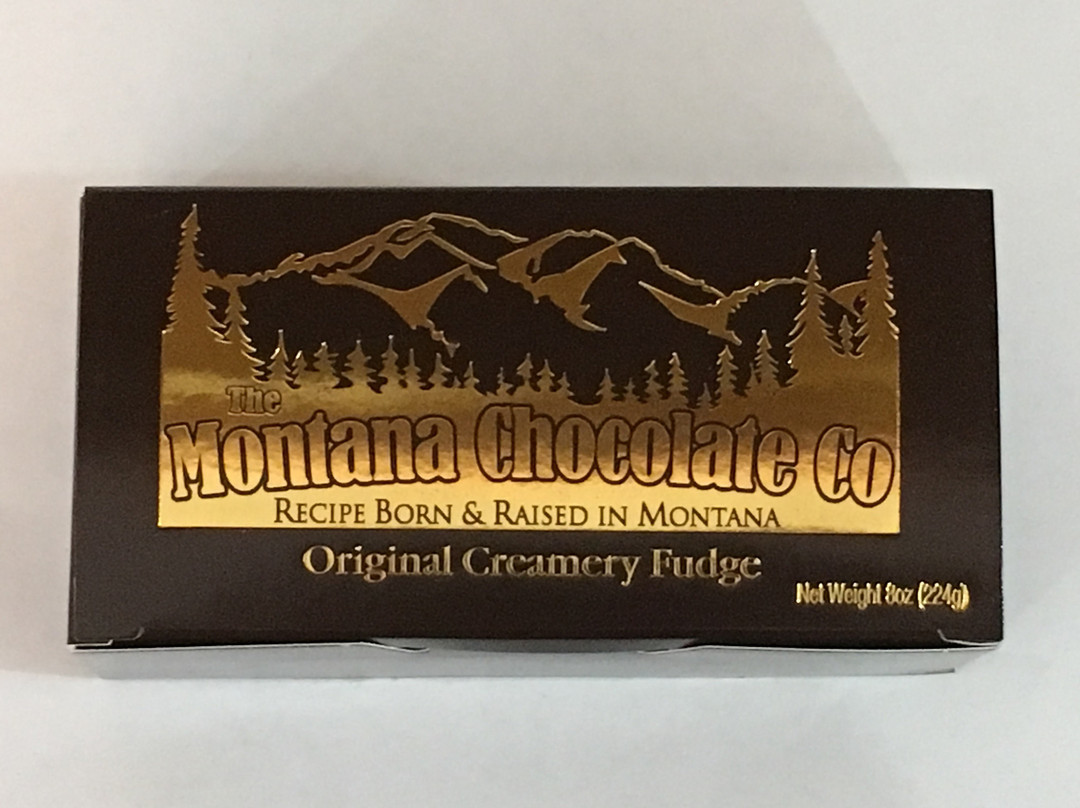 The
Montana Chocolate Co
Recipe Born & Raised in Montana
Original Creamery Fudge
Net Weight 8oz (224g)